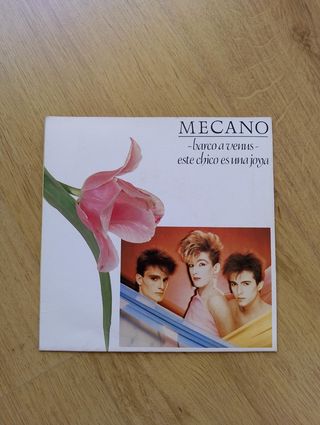 MECANO
-barco a venus-
este chico es una joya